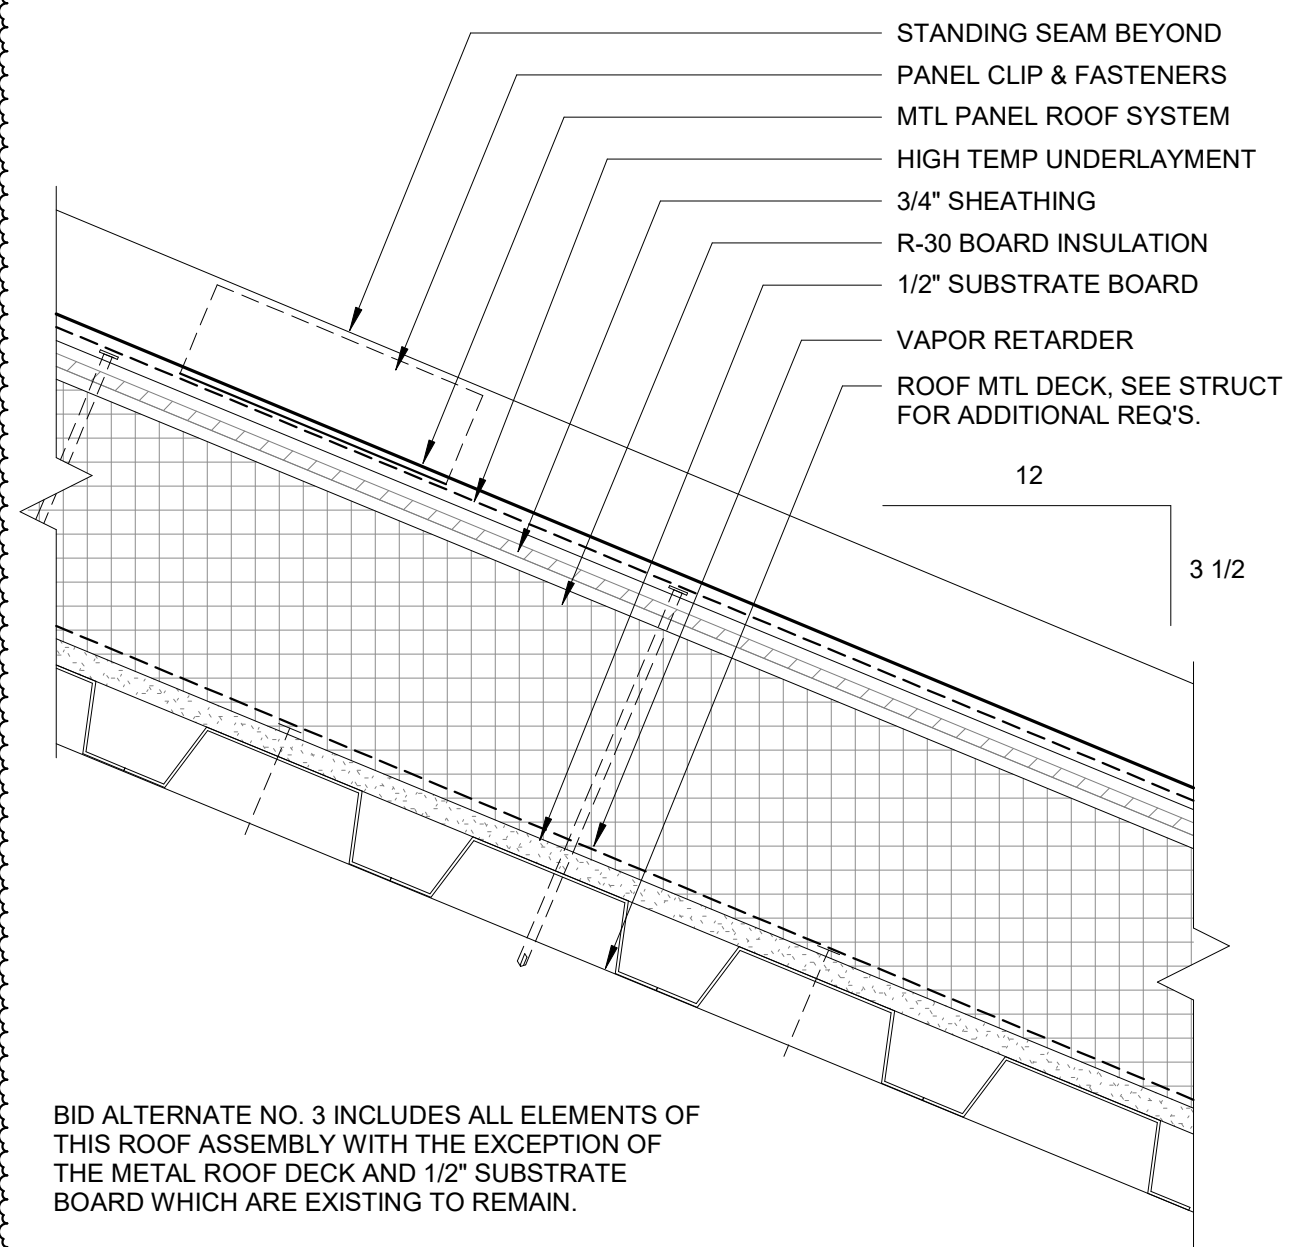 STANDING SEAM BEYOND
PANEL CLIP & FASTENERS
MTL PANEL ROOF SYSTEM
HIGH TEMP UNDERLAYMENT
3/4" SHEATHING
R-30 BOARD INSULATION
1/2" SUBSTRATE BOARD
VAPOR RETARDER
ROOF MTL DECK, SEE STRUCT
FOR ADDITIONAL REQ'S.
12
3 1/2
BID ALTERNATE NO. 3 INCLUDES ALL ELEMENTS OF
THIS ROOF ASSEMBLY WITH THE EXCEPTION OF
THE METAL ROOF DECK AND 1/2" SUBSTRATE
BOARD WHICH ARE EXISTING TO REMAIN.